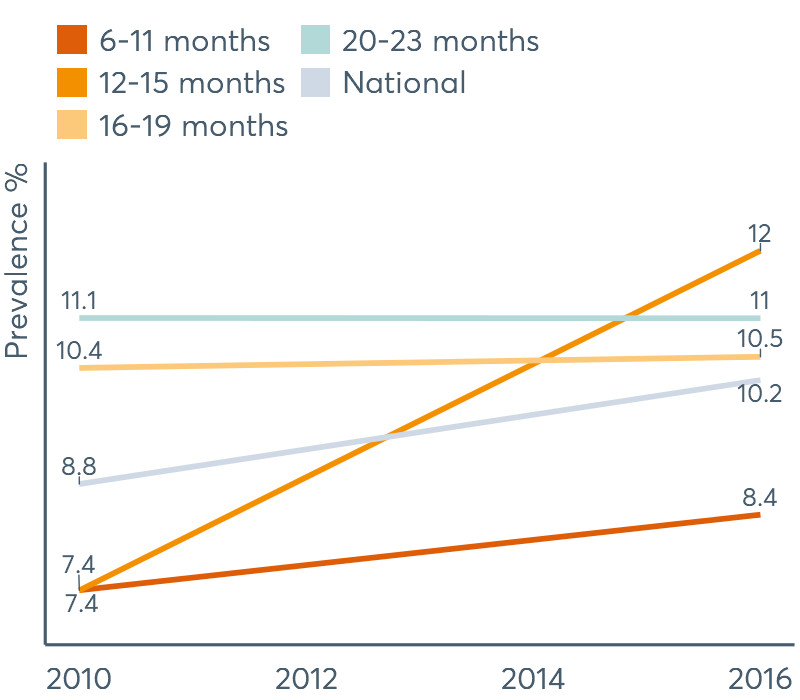 6-11 months
20-23 months
12-15 months
National
16-19 months
Prevalence %
12
11.1
11
10.4
10.5
10.2
8.8
8.4
7.4
7.4
2010
2012
2014
2016